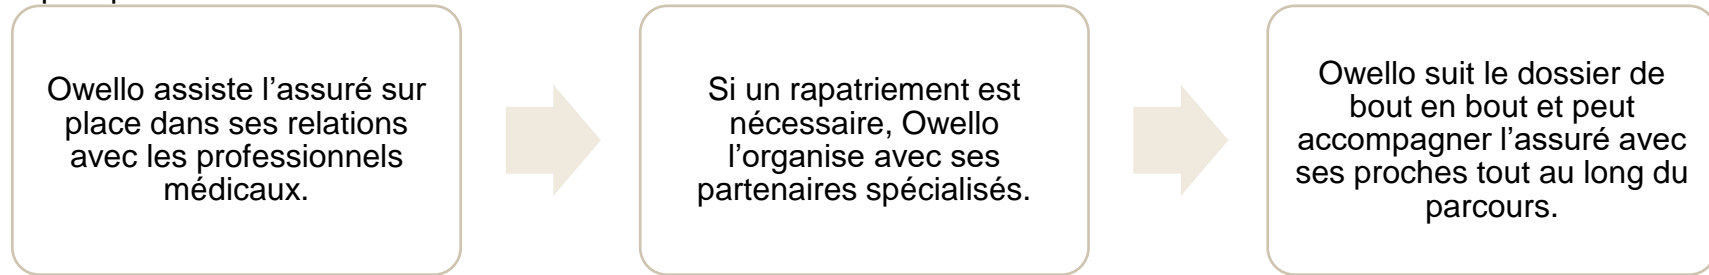 Owello assiste l’assuré sur
place dans ses relations
avec les professionnels
médicaux.
Si un rapatriement est
nécessaire, Owello
l’organise avec ses
partenaires spécialisés.
Owello suit le dossier de
bout en bout et peut
accompagner l’assuré avec
ses proches tout au long du
parcours.